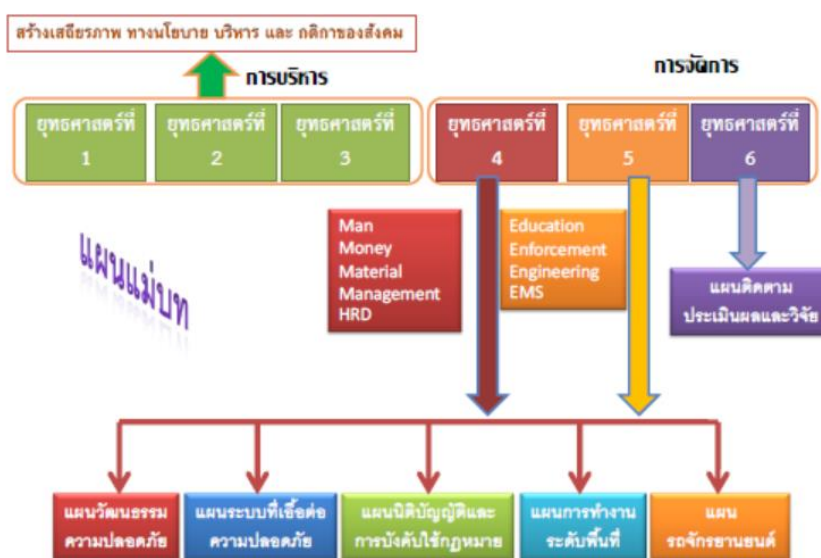 สร้างเสถียรภาพ ทางนโยบาย บริหาร และ กติกาของสังคม
การบริหาร
การจัดการ
ยุทธศาสตร์ที่
1
ยุทธศาสตร์ที่
2
ยุทธศาสตร์ที่
3
ยุทธศาสตร์ที่
4
ยุทธศาสตร์ที่
5
ยุทธศาสตร์ที่
6
แผนแม่บท
Man
Money
Material
Management
HRD
Education
Enforcement
Engineering
EMS
แผนติดตาม
ประเมินผลและวิจัย
แผนวัฒนธรรม
ความปลอดภัย
แผนระบบที่เอื้อต่อ
ความปลอดภัย
แผนนิติบัญญัติและ
การบังคับใช้กฎหมาย
แผนการทำงาน
ระดับพื้นที่
แผน
รถจักรยานยนต์